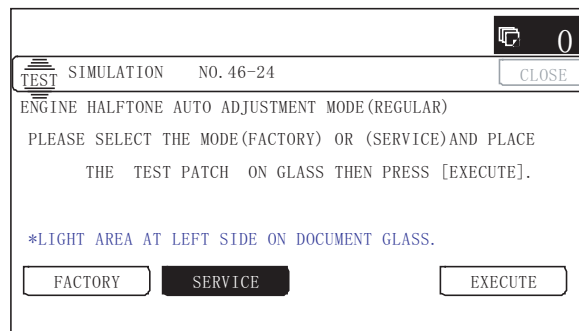 0
TEST SIMULATION NO.46-24
CLOSE
ENGINE HALFTONE AUTO ADJUSTMENT MODE(REGULAR)
PLEASE SELECT THE MODE(FACTORY) OR (SERVICE)AND PLACE
THE TEST PATCH ON GLASS THEN PRESS [EXECUTE].
*LIGHT AREA AT LEFT SIDE ON DOCUMENT GLASS.
FACTORY SERVICE EXECUTE